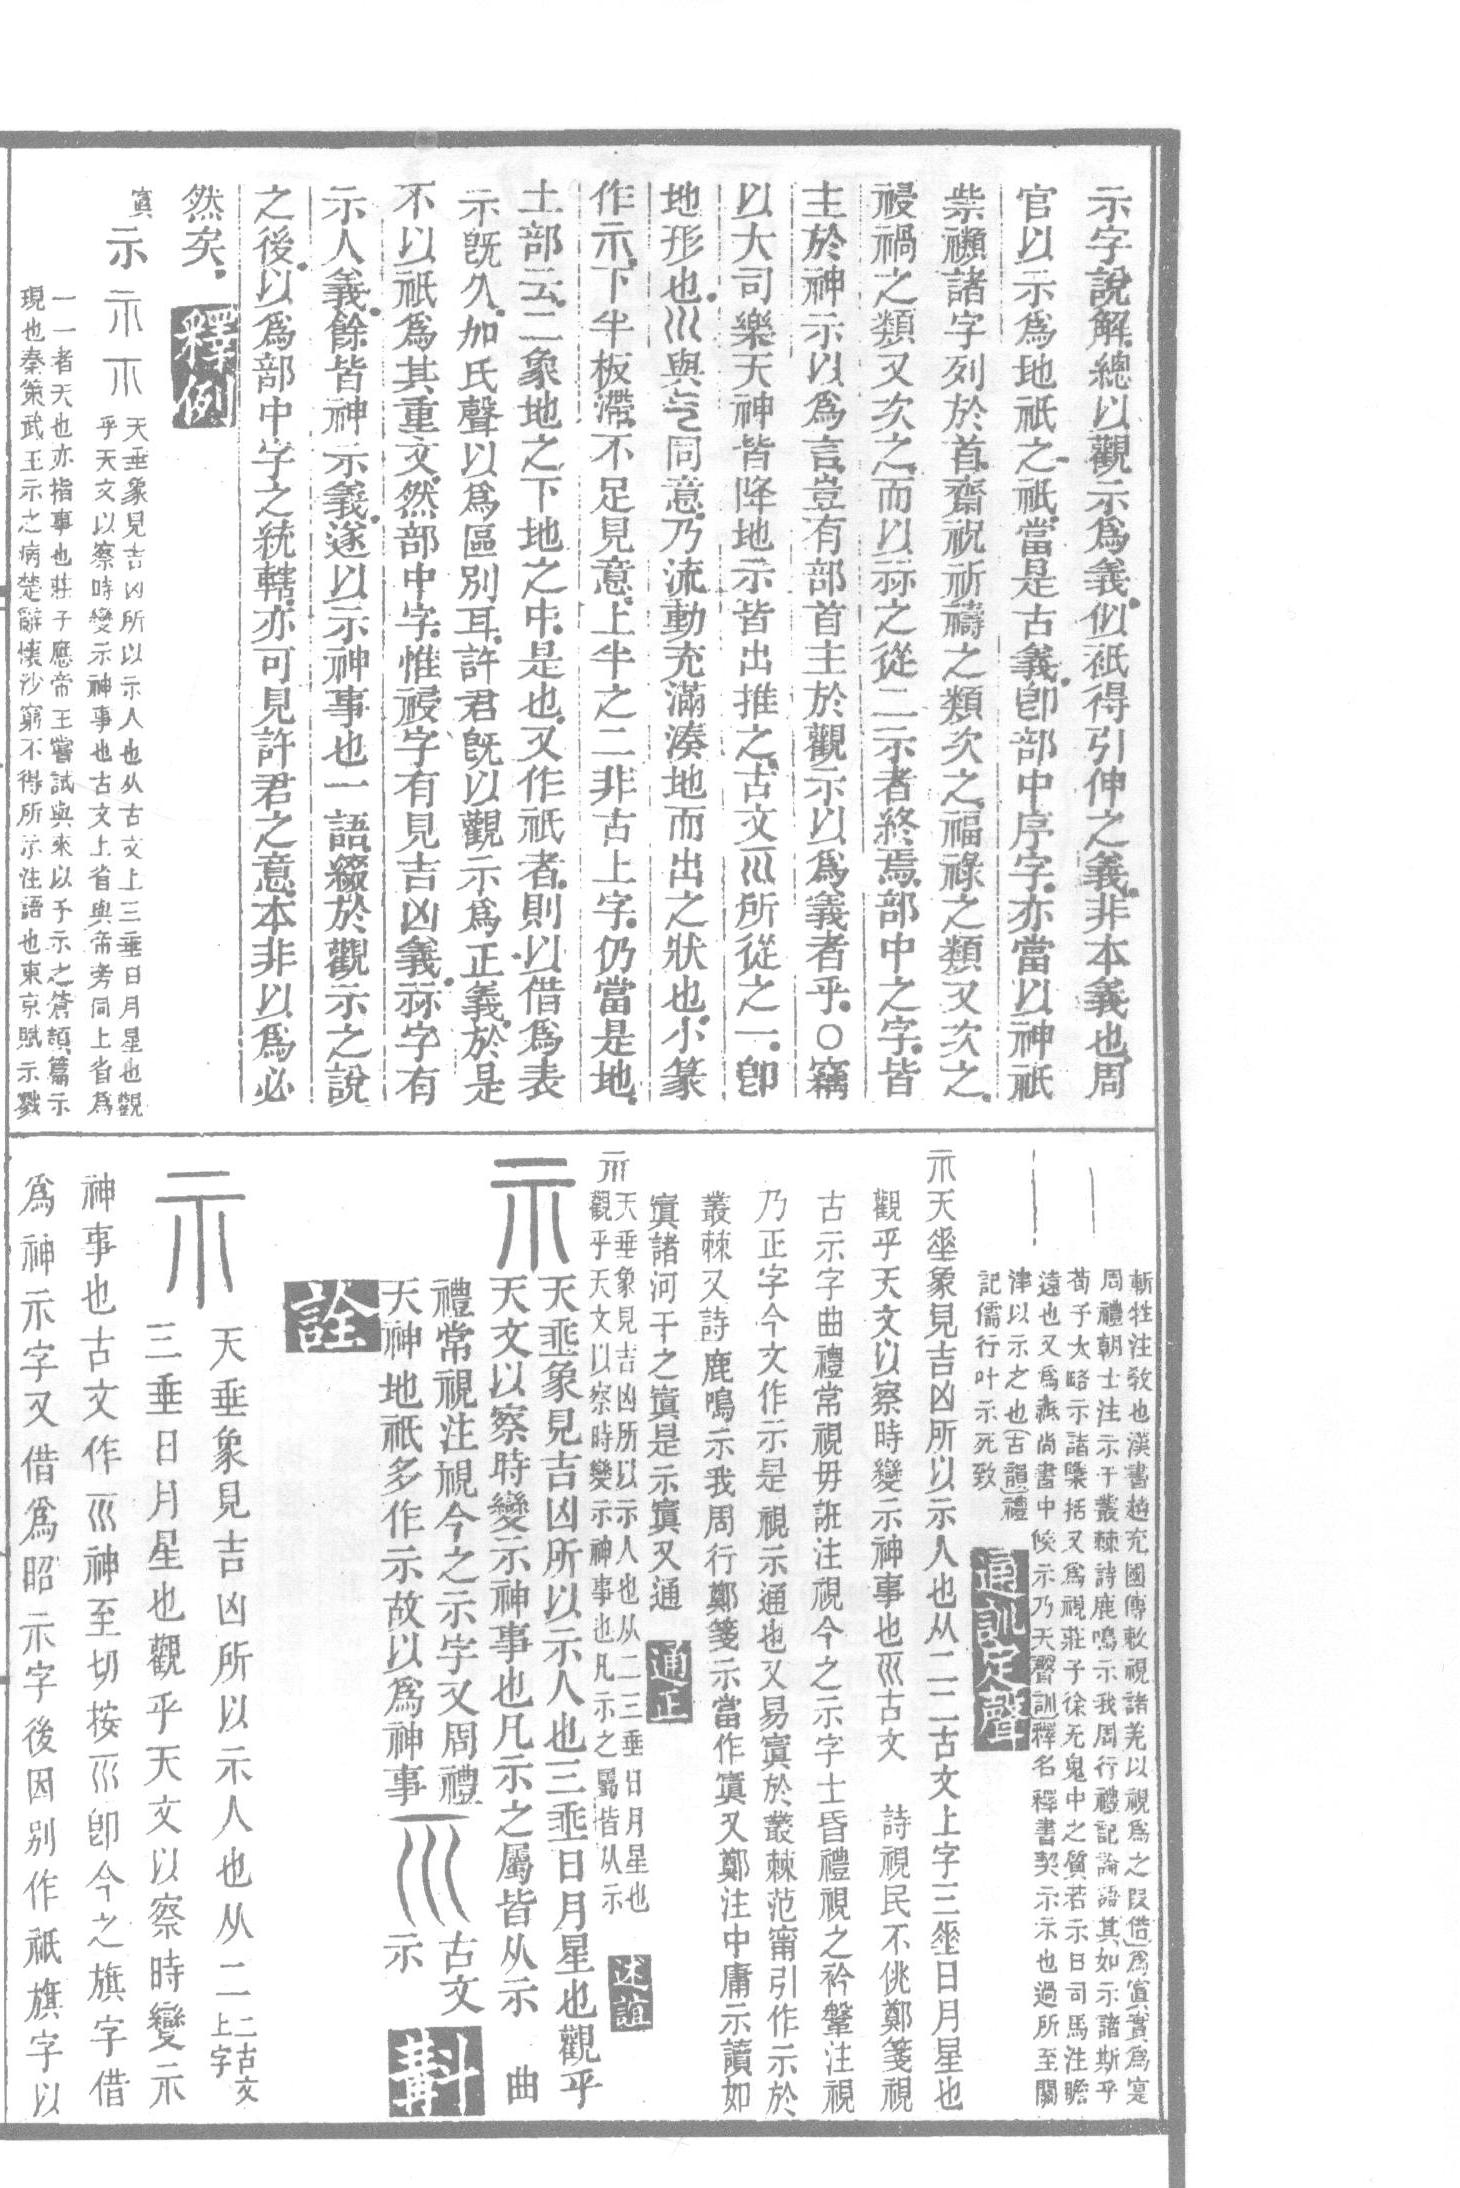 示字說解總以觀示爲義似祇得引伸之義非本義也周
官以示爲地祇之祇當是古義卽部中序字亦當以神祇
祡禷諸字列於首齋祝祈禱之類次之福祿之類又次之
祲禍之類又次之而以祘之從二示者終焉部中之字皆
主於神示以爲言豈有部首主於觀示以爲義者乎〇竊
以大司樂天神皆降地示皆出推之古文𥘅所從之一卽
地形也巛與气同意乃流動充滿湊地而出之狀也小篆
作示下半板滯不足見意上半之二非古上字仍當是地
土部云二象地之下地之中是也又作祇者則以借爲表
示旣久加氏聲以爲區別耳許君旣以觀示爲正義於是
不以祇爲其重文然部中字惟祲字有見吉凶義祘字有
示人義餘皆神示義遂以示神事也一語綴於觀示之說
之後以爲部中字之統轄亦可見許君之意本非以爲必
然矣 釋例
示 天垂象見吉凶所以示人也从古文上三垂日月星也觀
乎天文以察時變示神事也古文上省與帝旁同上省爲
一一者天也亦指事也莊子應帝王嘗試與來以予示之蒼頡篇示
現也秦策武王示之病楚辭懷沙窮不得所示注語也東京賦示戮
斬牲注敎也漢書趙充國傳敕視諸羌以視爲之叚借爲寘實爲寔
周禮朝士注示于叢棘詩鹿鳴示我周行禮記論語其如示諸斯乎
荀子大略示諸檃栝又爲視莊子徐无鬼中之質若示日司馬注瞻
遠也又爲祇尚書中候示乃天聲訓釋名釋書契示示也過所至關
津以示之也古韻禮
記儒行叶示死致 通訓定聲
示天𠂹象見吉凶所以示人也从二二古文上字三𠂹日月星也
觀乎天文以察時變示神事也𥘅古文 詩視民不佻鄭箋視
古示字曲禮常視毋誑注視今之示字士昏禮視之衿鞶注視
乃正字今文作示是視示通也又易寘於叢棘范甯引作示於
叢棘又詩鹿鳴示我周行鄭箋示當作寘又鄭注中庸示讀如
寘諸河干之寘是示寘又通 通正
示 天垂象見吉凶所以示人也从二三垂日月星也
觀乎天文以察時變示神事也凡示之屬皆从示 述誼
示 天𠂹象見吉凶所以示人也三𠂹日月星也觀乎
天文以察時變示神事也凡示之屬皆从示 曲
禮常視注視今之示字又周禮
天神地祇多作示故以爲神事 𥘅 古文
示 斠
詮
示 天垂象見吉凶所以示人也从二 二古文
上字
三垂日月星也觀乎天文以察時變示
神事也古文作𥘅神至切按𥘅卽今之旗字借
爲神示字又借爲昭示字後因别作祇旗字以